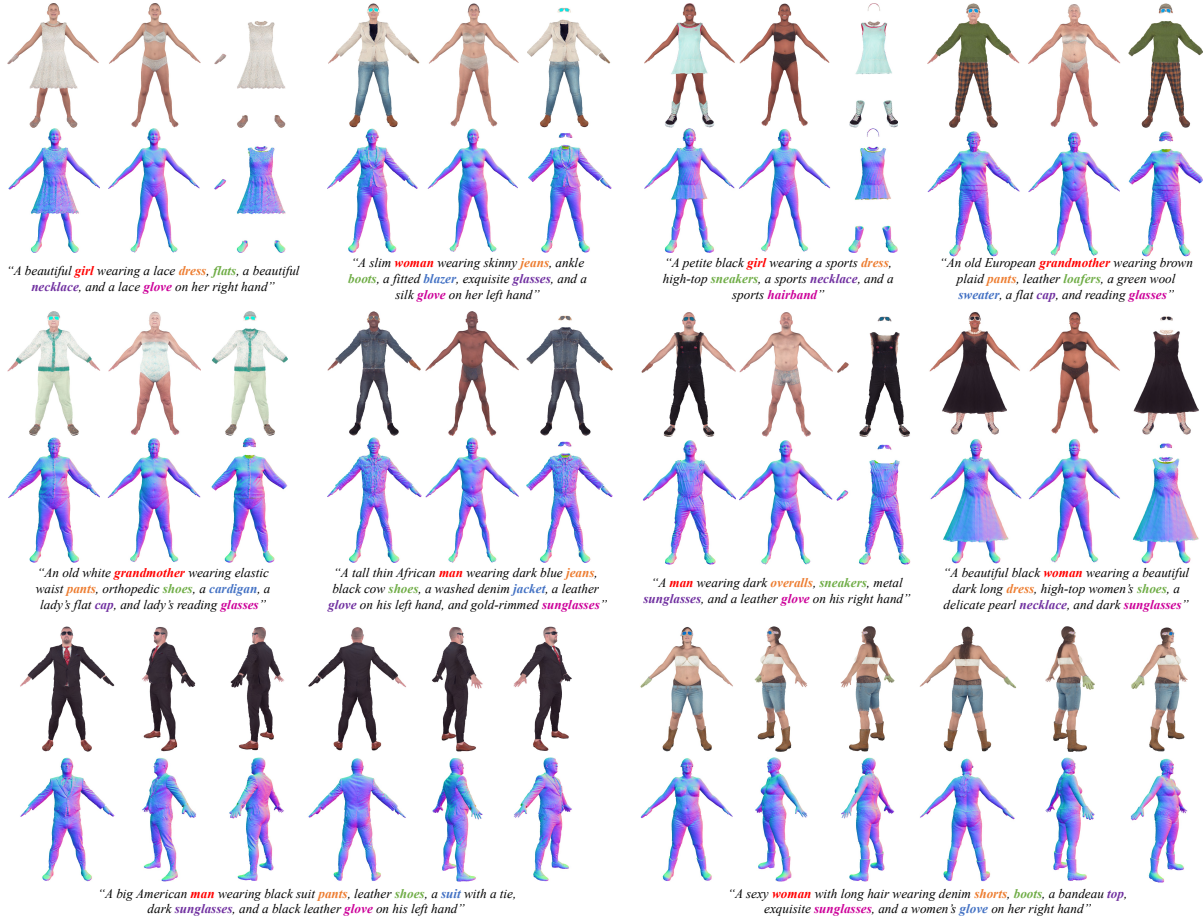 “A beautiful girl wearing a lace dress, flats, a beautiful
necklace, and a lace glove on her right hand”
“A slim woman wearing skinny jeans, ankle
boots, a fitted blazer, exquisite glasses, and a
silk glove on her left hand”
“A petite black girl wearing a sports dress,
high-top sneakers, a sports necklace, and a
sports hairband”
“An old European grandmother wearing brown
plaid pants, leather loafers, a green wool
sweater, a flat cap, and reading glasses”
“An old white grandmother wearing elastic
waist pants, orthopedic shoes, a cardigan, a
lady’s flat cap, and lady’s reading glasses”
“A tall thin African man wearing dark blue jeans,
black cow shoes, a washed denim jacket, a leather
glove on his left hand, and gold-rimmed sunglasses”
“A man wearing dark overalls, sneakers, metal
sunglasses, and a leather glove on his right hand”
“A beautiful black woman wearing a beautiful
dark long dress, high-top women’s shoes, a
delicate pearl necklace, and dark sunglasses”
“A big American man wearing black suit pants, leather shoes, a suit with a tie,
dark sunglasses, and a black leather glove on his left hand”
“A sexy woman with long hair wearing denim shorts, boots, a bandeau top,
exquisite sunglasses, and a women’s glove on her right hand”